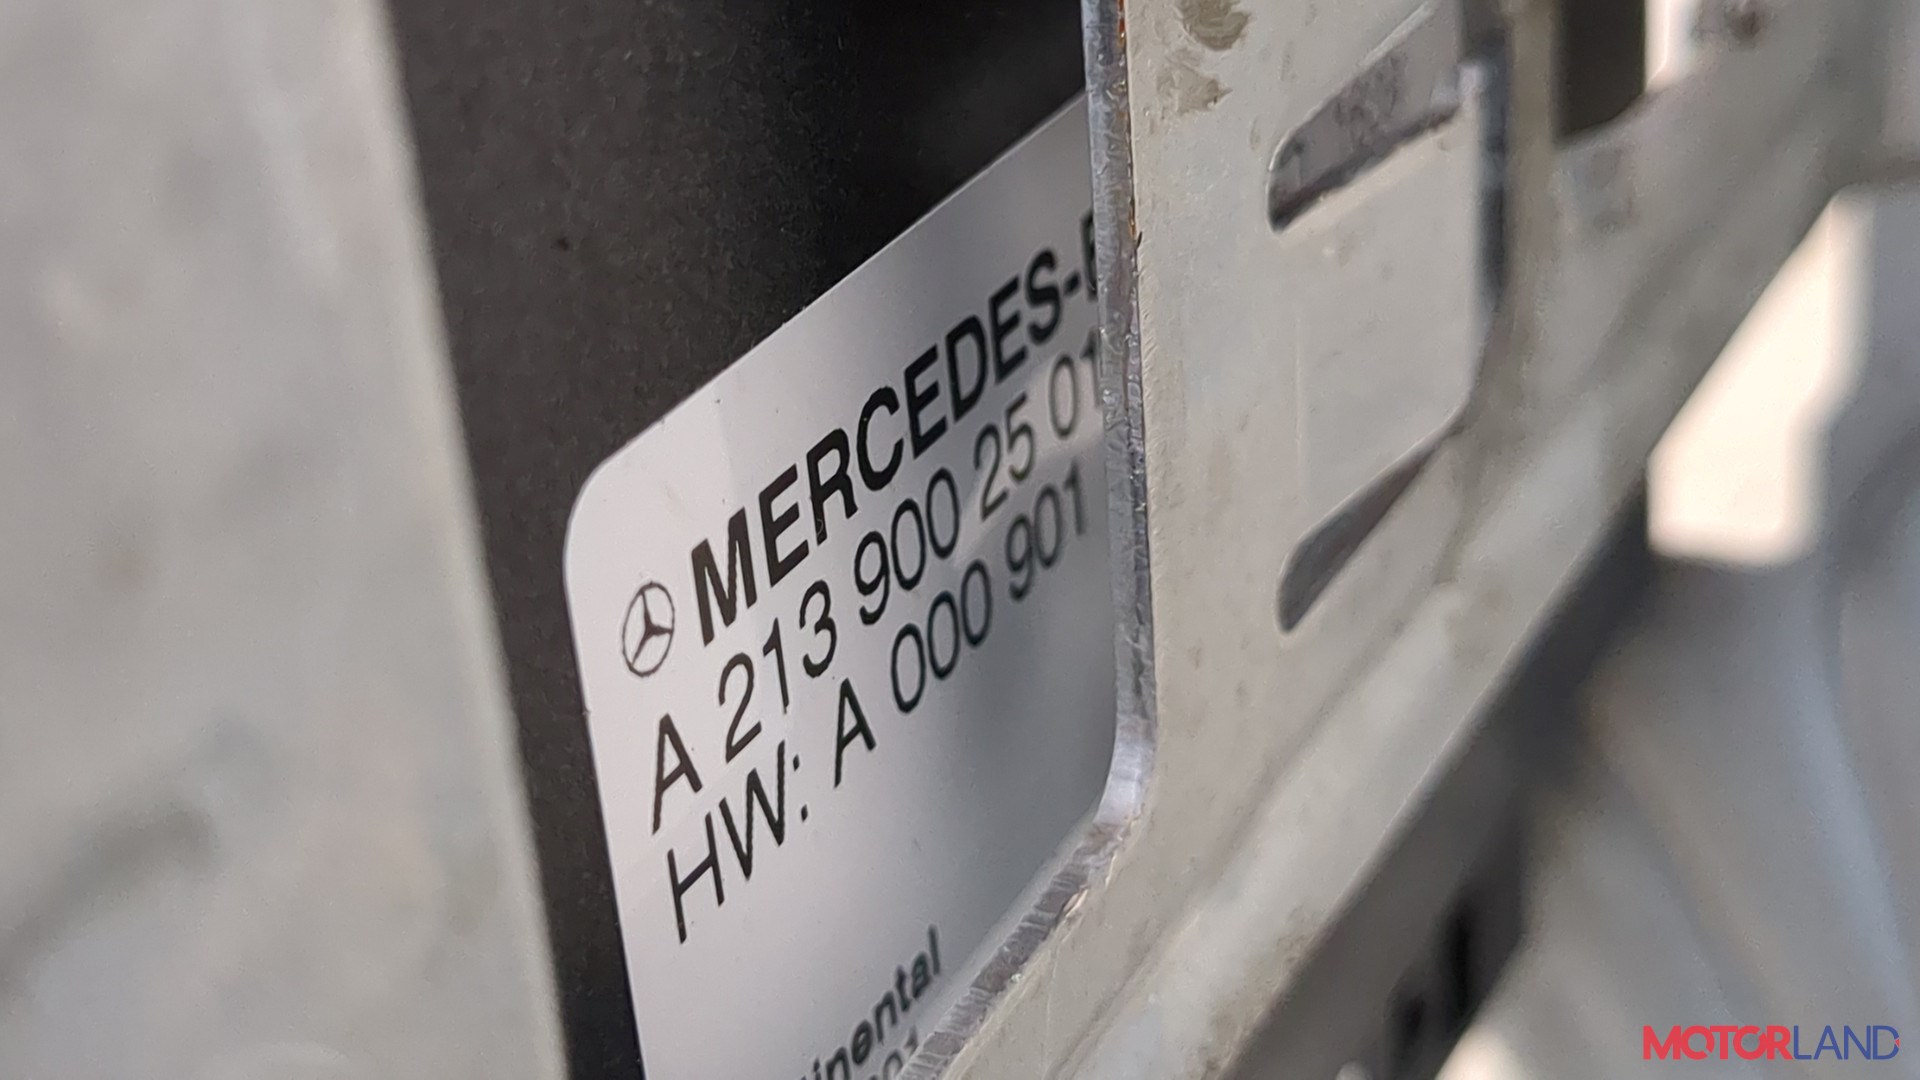 MERCEDES-
A 213 900 25 01
HW: A 000 901
MOTORLAND